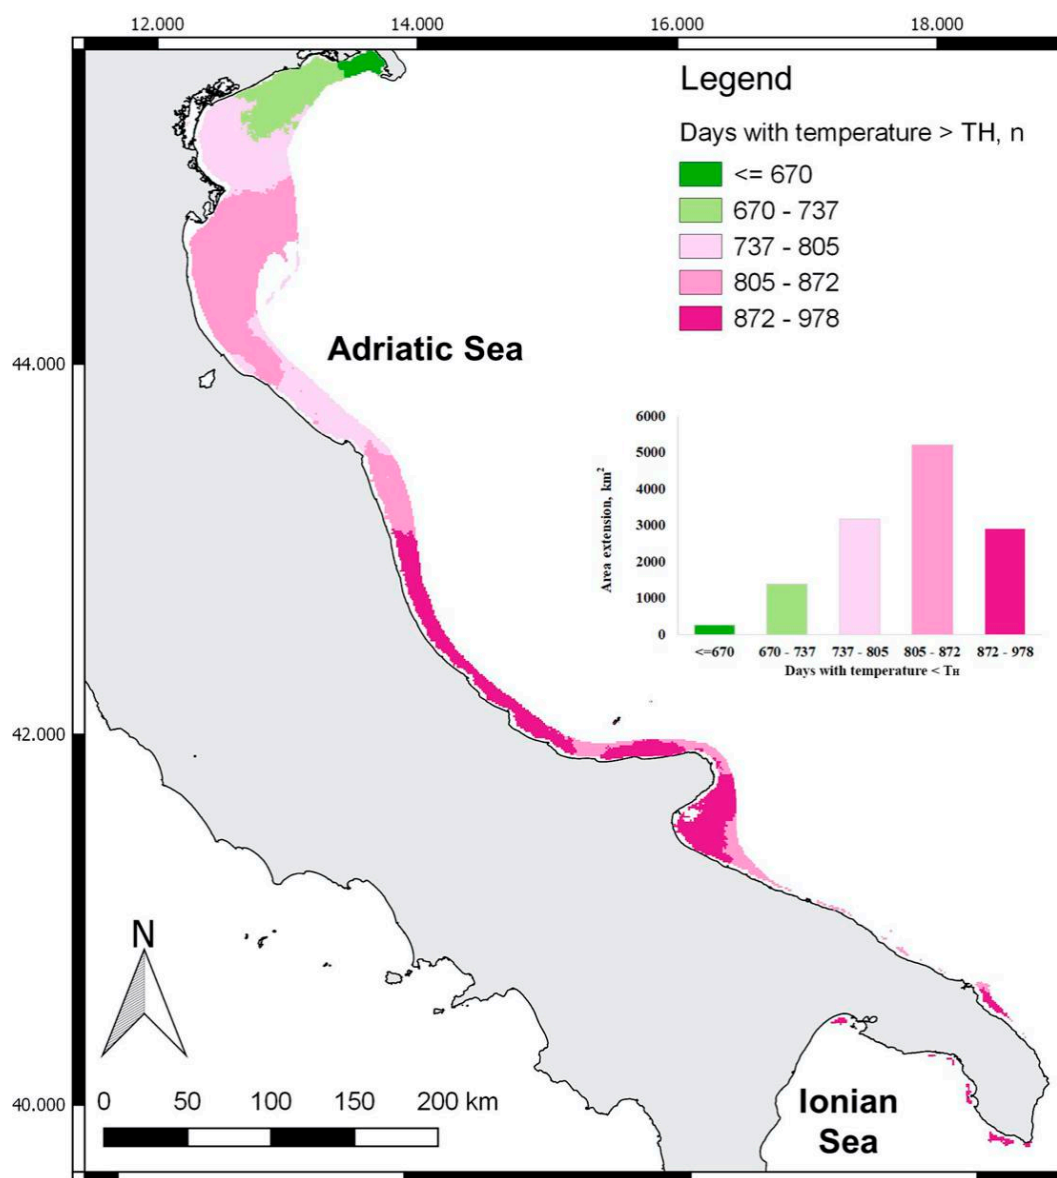 12.000 14.000 16.000 18.000
Legend
Days with temperature > TH, n
<= 670
670 - 737
737 - 805
805 - 872
872 - 978
Adriatic Sea
44.000
42.000
40.000
6000
5000
4000
3000
2000
1000
0
Area extension, km²
<=670 670 - 737 737 - 805 805 - 872 872 - 978
Days with temperature < TH
N
0 50 100 150 200 km
Ionian
Sea